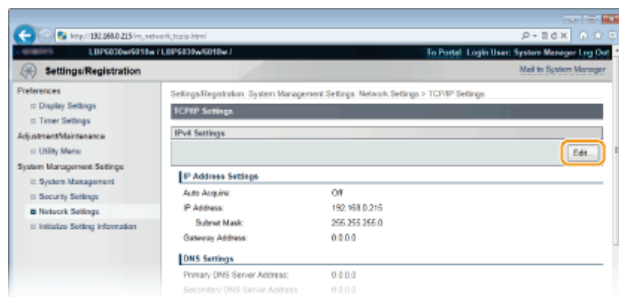 http://192.168.0.215/m_network_tcpip.html
LBP6030w/6018w / LBP6030w/6018w /
To Portal Login User: System Manager Log Out
Settings/Registration
Mail to System Manager
Preferences
Display Settings
Timer Settings
Adjustment/Maintenance
Utility Menu
System Management Settings
System Management
Security Settings
Network Settings
Initialize Setting Information
Settings/Registration: System Management Settings: Network Settings > TCP/IP Settings
TCP/IP Settings
IPv4 Settings
Edit...
IP Address Settings
Auto Acquire: Off
IP Address: 192.168.0.215
Subnet Mask: 255.255.255.0
Gateway Address: 0.0.0.0
DNS Settings
Primary DNS Server Address: 0.0.0.0
Secondary DNS Server Address: 0.0.0.0